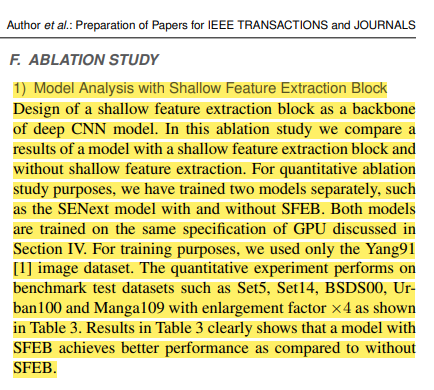 Author et al.: Preparation of Papers for IEEE TRANSACTIONS and JOURNALS
F. ABLATION STUDY
1) Model Analysis with Shallow Feature Extraction Block
Design of a shallow feature extraction block as a backbone
of deep CNN model. In this ablation study we compare a
results of a model with a shallow feature extraction block and
without shallow feature extraction. For quantitative ablation
study purposes, we have trained two models separately, such
as the SENext model with and without SFEB. Both models
are trained on the same specification of GPU discussed in
Section IV. For training purposes, we used only the Yang91
[1] image dataset. The quantitative experiment performs on
benchmark test datasets such as Set5, Set14, BSDS00, Ur-
ban100 and Manga109 with enlargement factor ×4 as shown
in Table 3. Results in Table 3 clearly shows that a model with
SFEB achieves better performance as compared to without
SFEB.